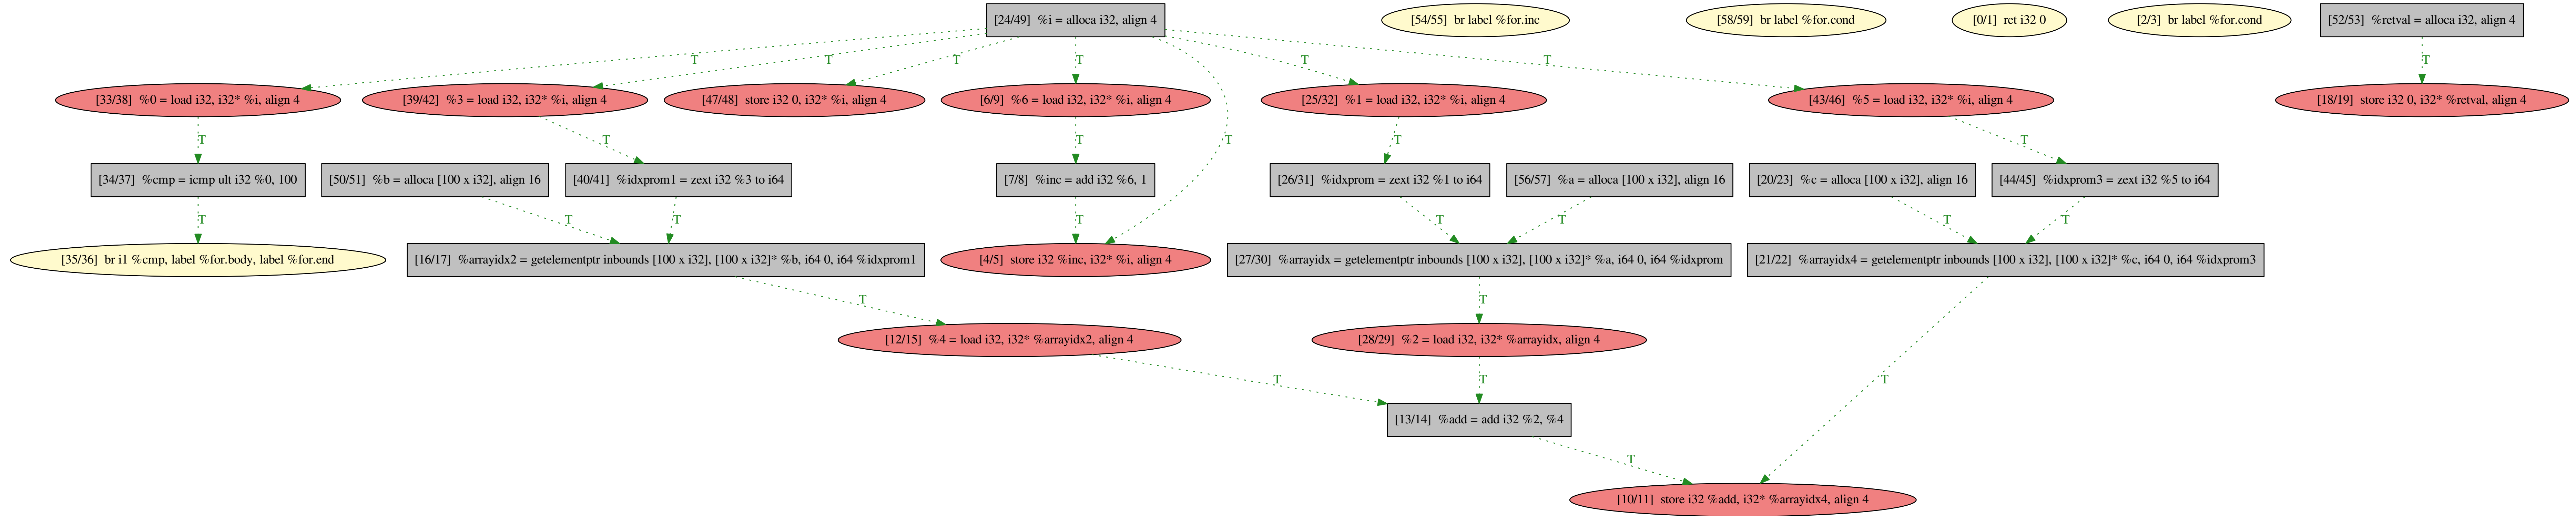 [24/49] %i = alloca i32, align 4
[54/55] br label %for.inc
[58/59] br label %for.cond
[0/1] ret i32 0
[2/3] br label %for.cond
[52/53] %retval = alloca i32, align 4
T
T
T
T
T
T
T
T
[33/38] %0 = load i32, i32* %i, align 4
[39/42] %3 = load i32, i32* %i, align 4
[47/48] store i32 0, i32* %i, align 4
[6/9] %6 = load i32, i32* %i, align 4
[25/32] %1 = load i32, i32* %i, align 4
[43/46] %5 = load i32, i32* %i, align 4
[18/19] store i32 0, i32* %retval, align 4
T
T
T
T
T
T
[34/37] %cmp = icmp ult i32 %0, 100
[50/51] %b = alloca [100 x i32], align 16
[40/41] %idxprom1 = zext i32 %3 to i64
[7/8] %inc = add i32 %6, 1
[26/31] %idxprom = zext i32 %1 to i64
[56/57] %a = alloca [100 x i32], align 16
[20/23] %c = alloca [100 x i32], align 16
[44/45] %idxprom3 = zext i32 %5 to i64
T
T
T
T
T
T
T
T
[35/36] br i1 %cmp, label %for.body, label %for.end
[16/17] %arrayidx2 = getelementptr inbounds [100 x i32], [100 x i32]* %b, i64 0, i64 %idxprom1
[4/5] store i32 %inc, i32* %i, align 4
[27/30] %arrayidx = getelementptr inbounds [100 x i32], [100 x i32]* %a, i64 0, i64 %idxprom
[21/22] %arrayidx4 = getelementptr inbounds [100 x i32], [100 x i32]* %c, i64 0, i64 %idxprom3
T
T
[12/15] %4 = load i32, i32* %arrayidx2, align 4
[28/29] %2 = load i32, i32* %arrayidx, align 4
T
T
T
[13/14] %add = add i32 %2, %4
T
[10/11] store i32 %add, i32* %arrayidx4, align 4